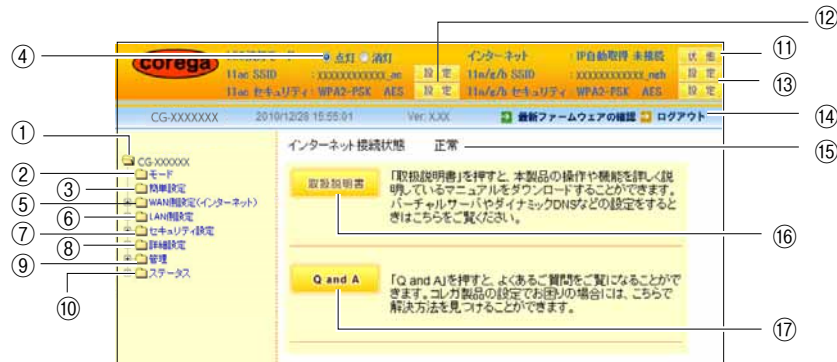 ④
⑫
corega
点灯 消灯
インターネット : IP自動取得 未接続 状 態
⑪
11ac SSID : xxxxxxxxxxxx_ac 設 定
11n/g/b SSID : xxxxxxxxxxxx_ngb 設 定
⑬
11ac セキュリティ : WPA2-PSK AES 設 定
11n/g/b セキュリティ : WPA2-PSK AES 設 定
CG-XXXXXXX 2010/12/28 15:55:01 Ver: X.XX 最新ファームウェアの確認 ログアウト
⑭
①
インターネット接続状態 正常
⑮
CG-XXXXXX
② モード
③ 簡単設定
⑤ WAN側設定(インターネット)
⑥ LAN側設定
⑦ セキュリティ設定
⑧ 詳細設定
⑨ 管理
⑩ ステータス
取扱説明書
「取扱説明書」を押すと、本製品の操作や機能を詳しく説
明しているマニュアルをダウンロードすることができます。
バーチャルサーバやダイナミックDNSなどの設定をすると
きはこちらをご覧ください。
⑯
Q and A
「Q and A」を押すと、よくあるご質問をご覧になることがで
きます。コレガ製品の設定でお困りの場合には、こちらで
解決方法を見つけることができます。
⑰